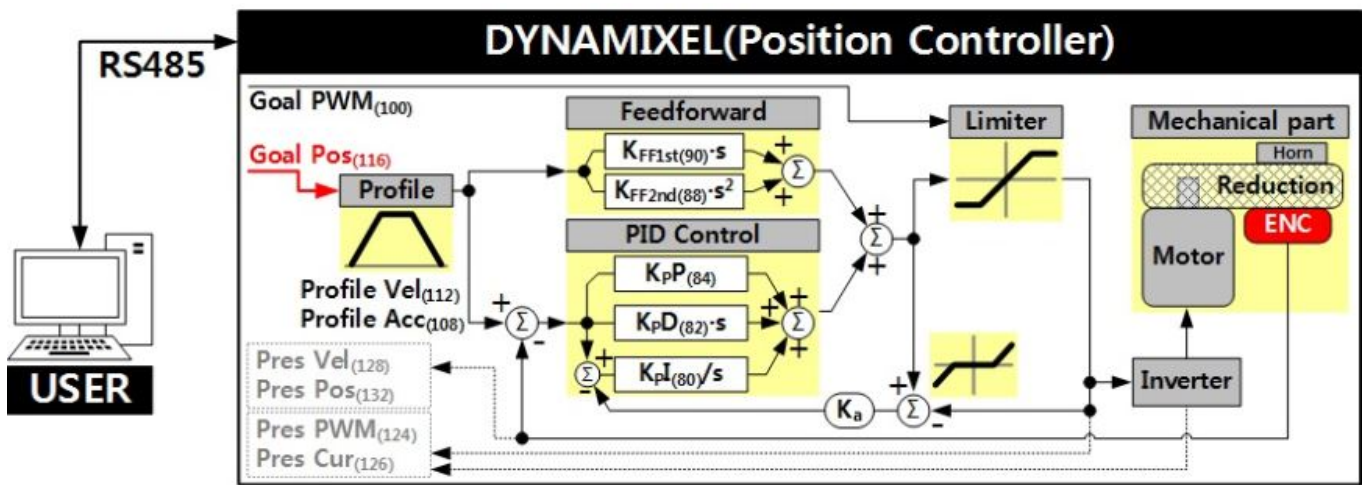 DYNAMIXEL(Position Controller)
RS485
Goal PWM(100)
Feedforward
Limiter
Mechanical part
Horn
Goal Pos(116)
KFF1st(90)·s
+
Σ
Reduction
Profile
KFF2nd(88)·s²
+
ENC
PID Control
+
Σ
+
Motor
KPP(84)
Profile Vel(112)
Profile Acc(108)
+
Σ
-
KPD(82)·s
+
+
Σ
+
Pres Vel(128)
Pres Pos(132)
+
Σ
-
KPI(80)/s
+
Σ
-
Inverter
USER
Ka
Pres PWM(124)
Pres Cur(126)